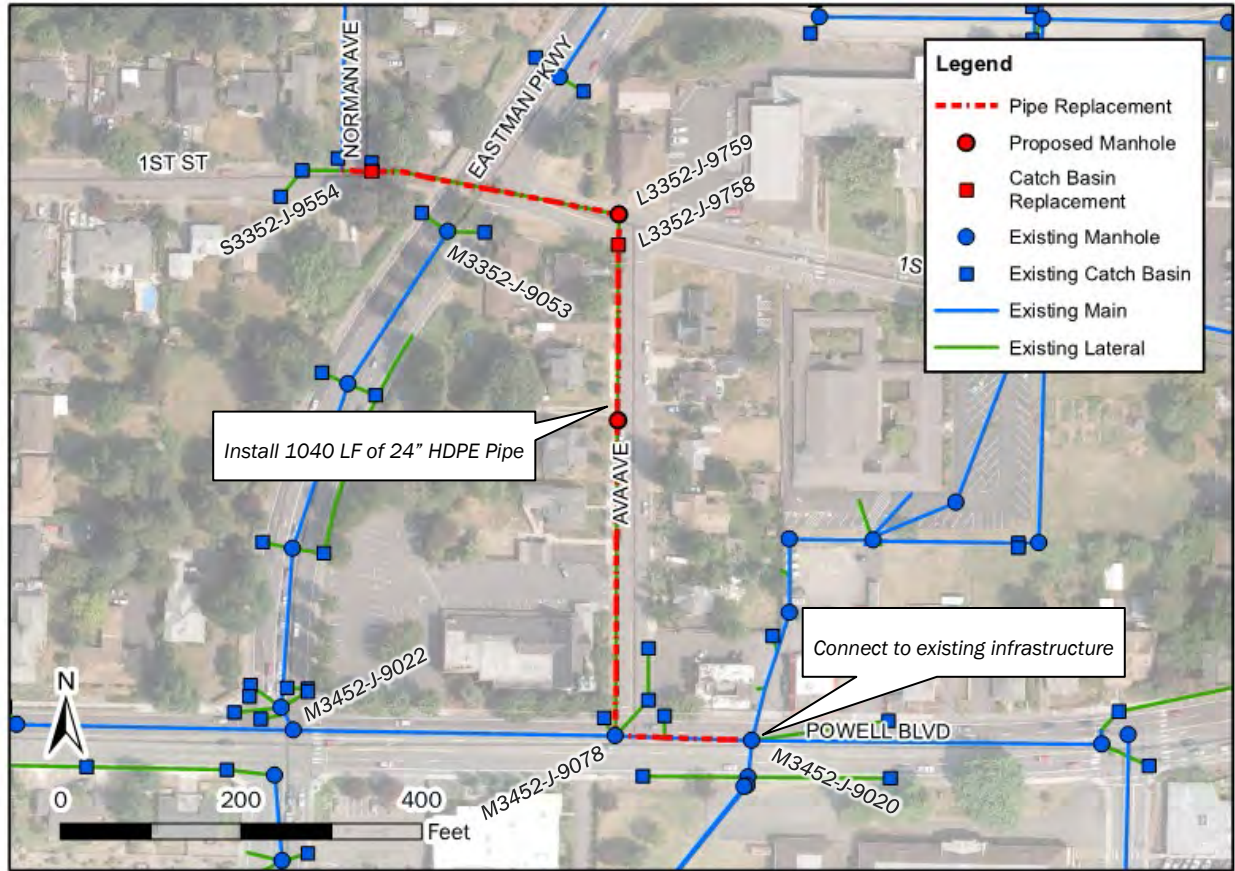 NORMAN AVE
EASTMAN PKWY
1ST ST
S3352-J-9554
M3352-J-9053
L3352-J-9759
L3352-J-9758
1S
Legend
Pipe Replacement
Proposed Manhole
Catch Basin
Replacement
Existing Manhole
Existing Catch Basin
Existing Main
Existing Lateral
Install 1040 LF of 24” HDPE Pipe
AVA AVE
Connect to existing infrastructure
M3452-J-9022
POWELL BLVD
M3452-J-9078
M3452-J-9020
N
0 200 400
Feet